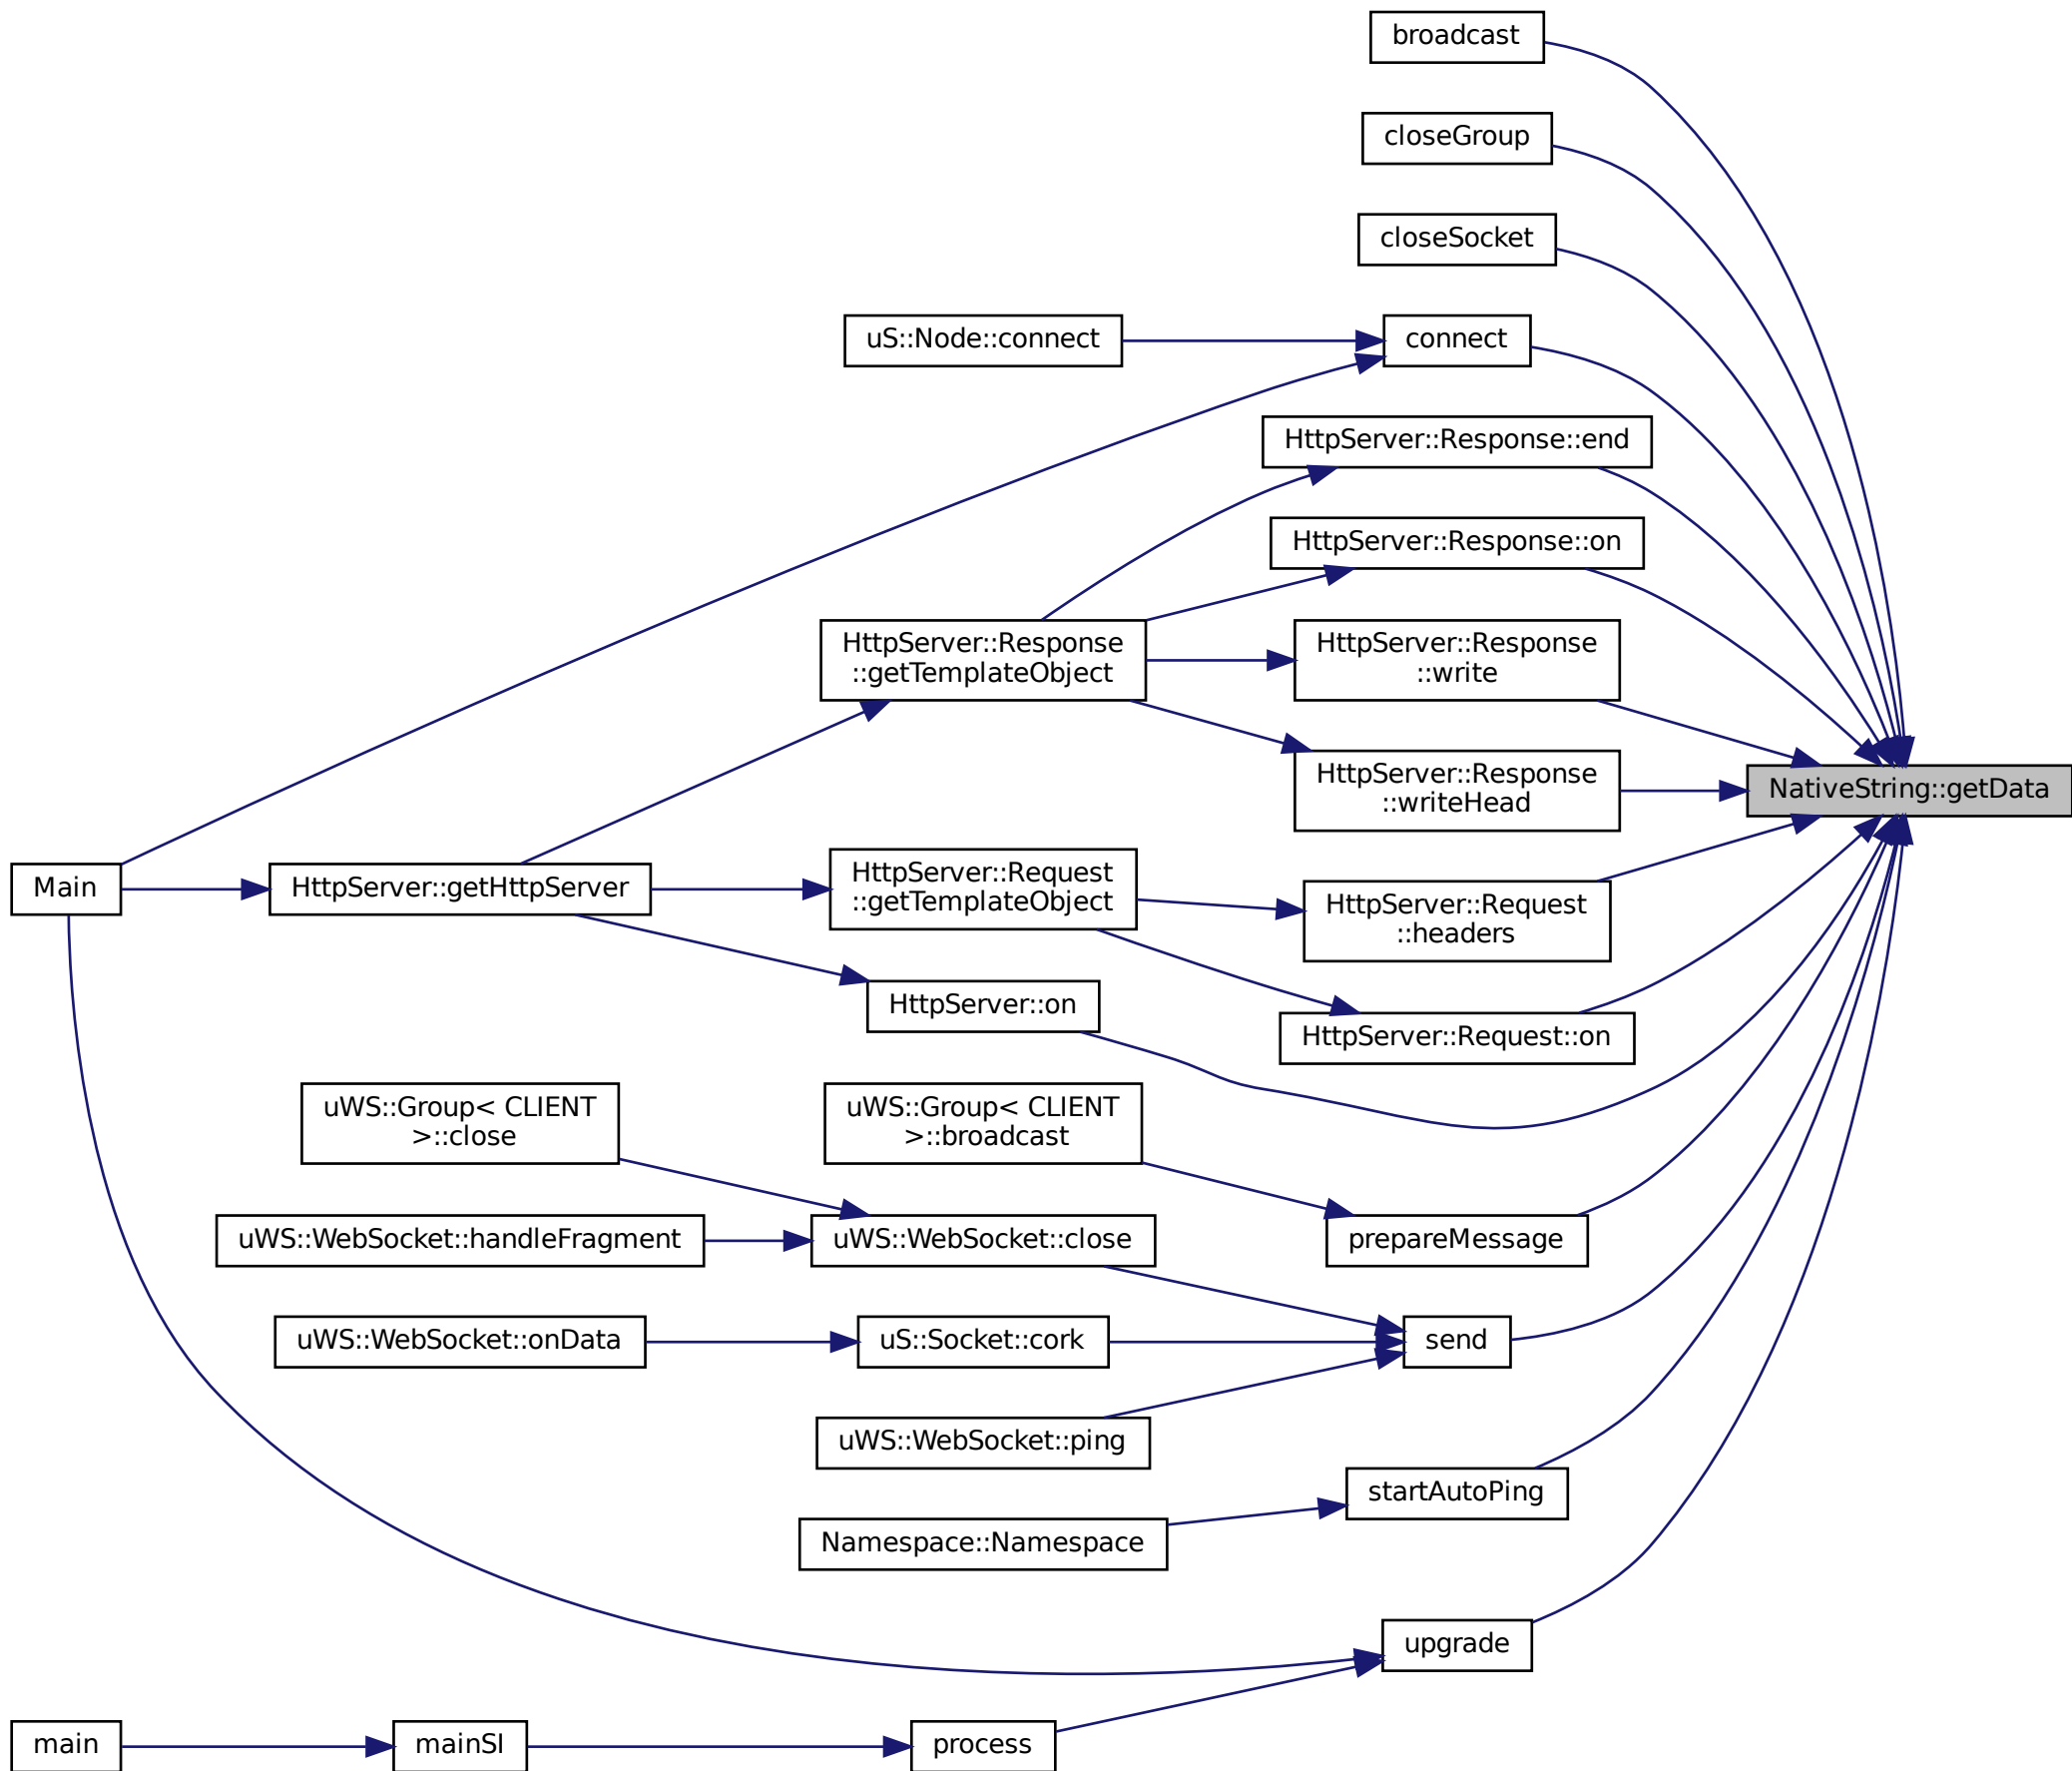 broadcast
closeGroup
closeSocket
uS::Node::connect
connect
HttpServer::Response::end
HttpServer::Response::on
HttpServer::Response
::getTemplateObject
HttpServer::Response
::write
HttpServer::Response
::writeHead
NativeString::getData
Main
HttpServer::getHttpServer
HttpServer::Request
::getTemplateObject
HttpServer::Request
::headers
HttpServer::on
HttpServer::Request::on
uWS::Group< CLIENT
>::close
uWS::Group< CLIENT
>::broadcast
uWS::WebSocket::handleFragment
uWS::WebSocket::close
prepareMessage
uWS::WebSocket::onData
uS::Socket::cork
send
uWS::WebSocket::ping
startAutoPing
Namespace::Namespace
upgrade
main
mainSI
process